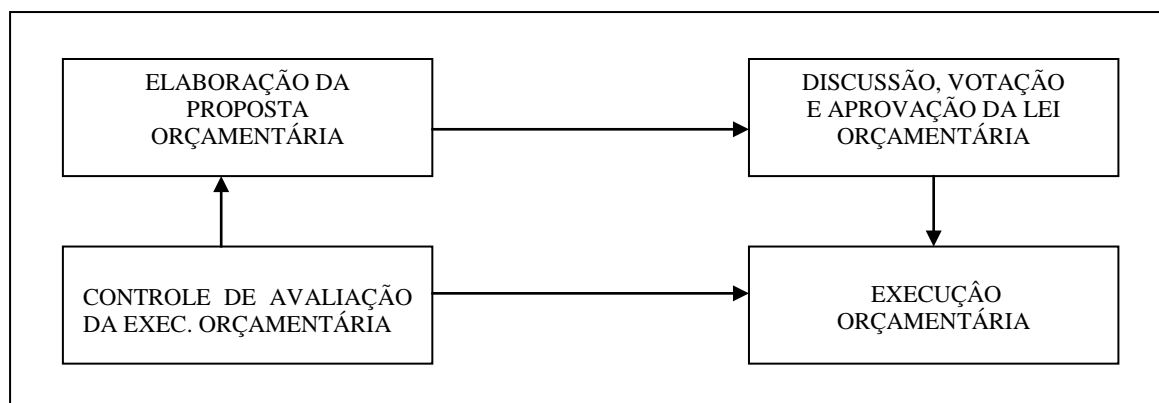 ELABORAÇÃO DA
PROPOSTA
ORÇAMENTÁRIA
DISCUSSÃO, VOTAÇÃO
E APROVAÇÃO DA LEI
ORÇAMENTÁRIA
CONTROLE DE AVALIAÇÃO
DA EXEC. ORÇAMENTÁRIA
EXECUÇÂO
ORÇAMENTÁRIA